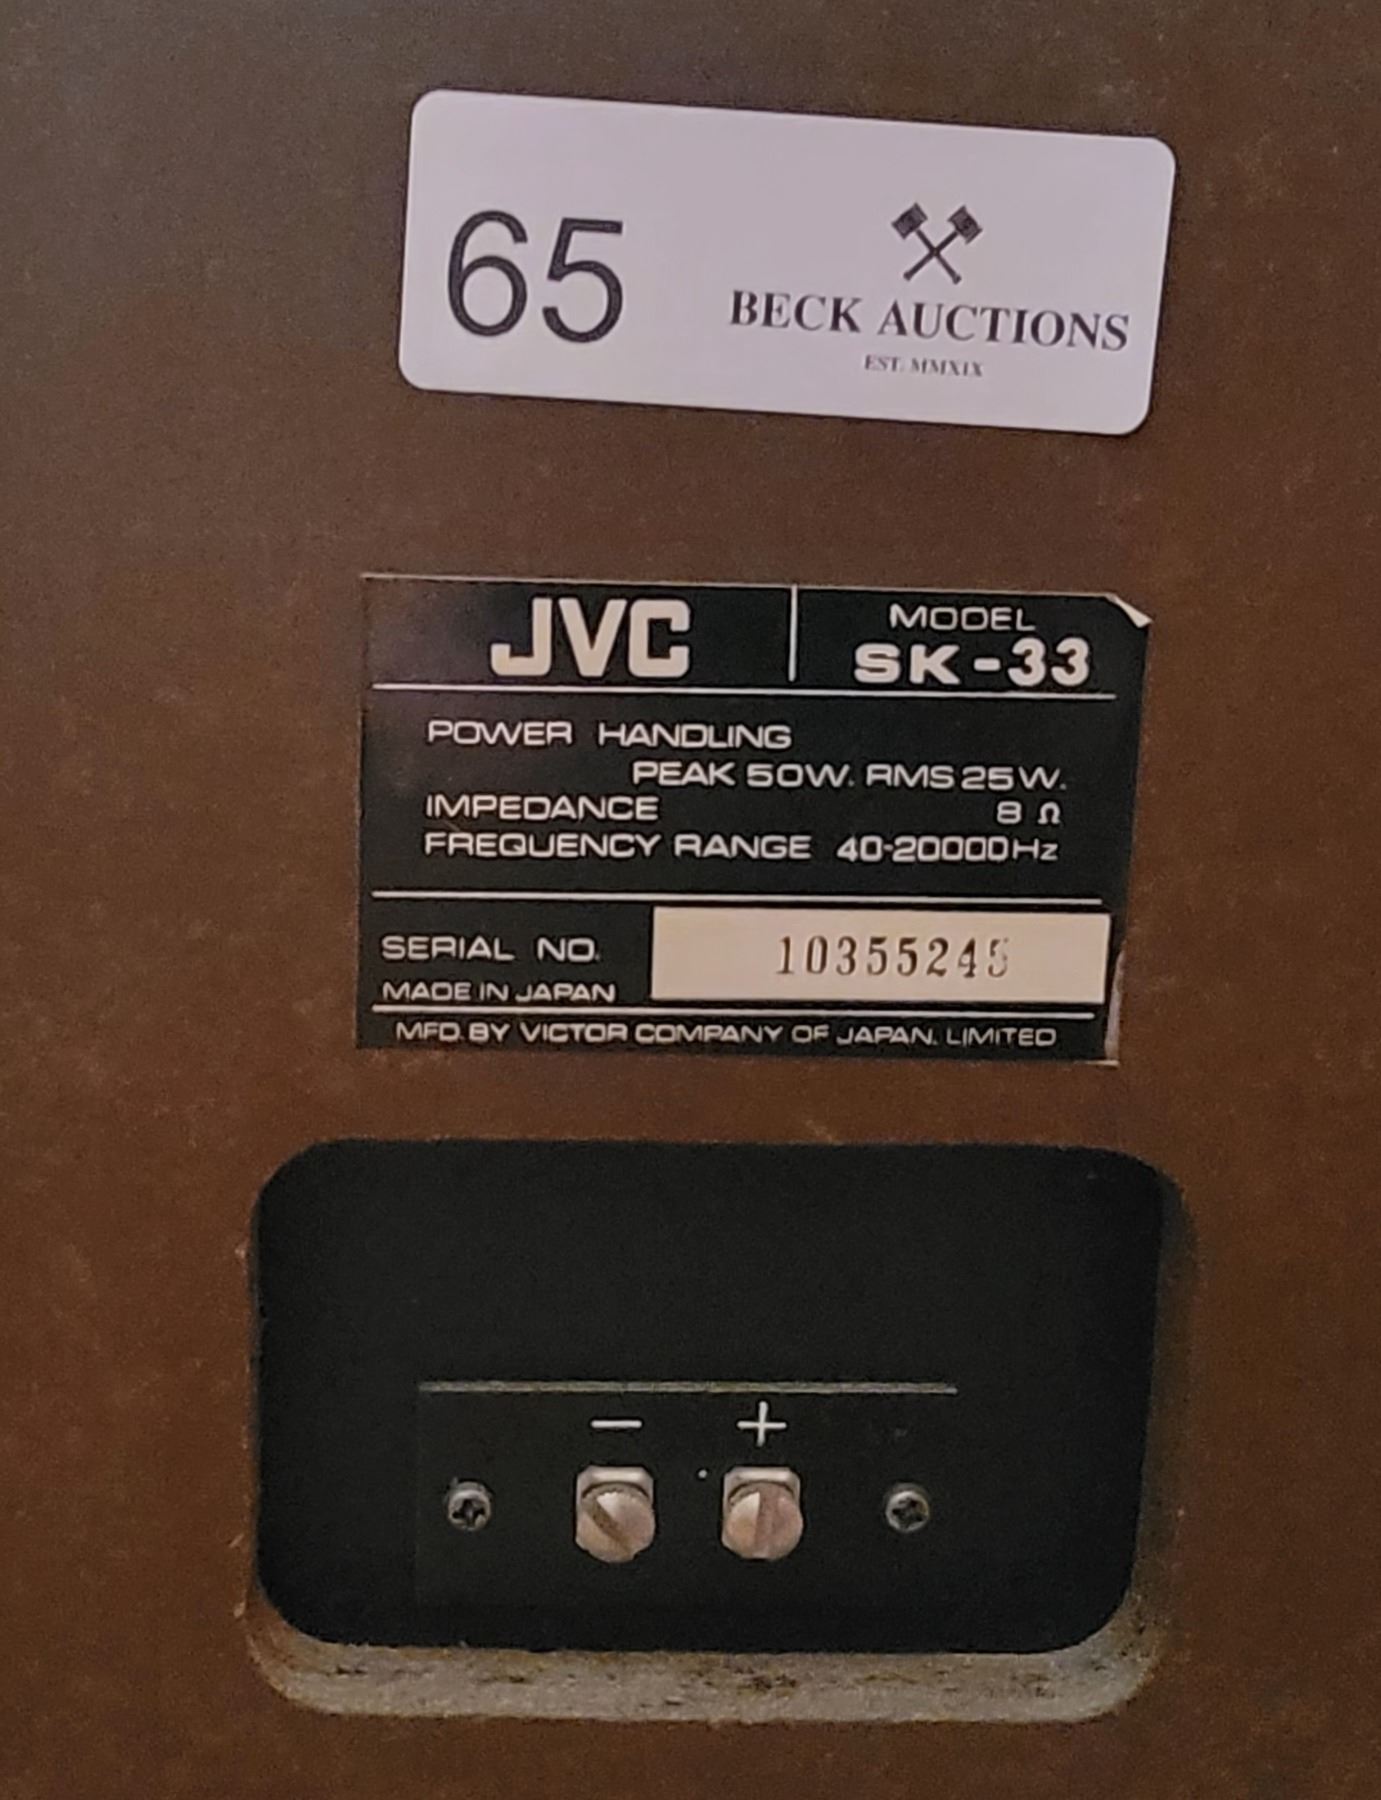 65
BECK AUCTIONS
EST. MMXIX
JVC
MODEL
SK-33
POWER HANDLING
PEAK 50W. RMS 25W.
IMPEDANCE 8 Ω
FREQUENCY RANGE 40-20000Hz
SERIAL NO. 10355245
MADE IN JAPAN
MFD. BY VICTOR COMPANY OF JAPAN. LIMITED
− +